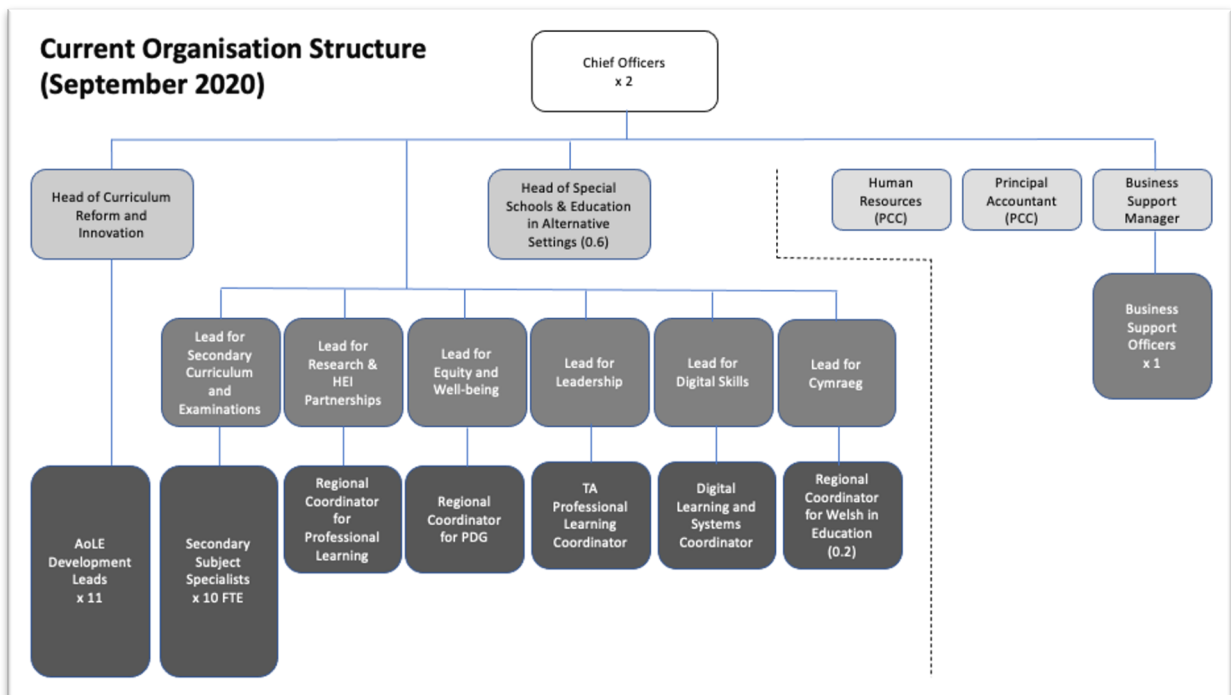 Current Organisation Structure
(September 2020)
Chief Officers
x 2
Head of Curriculum
Reform and
Innovation
Head of Special
Schools & Education
in Alternative
Settings (0.6)
Human
Resources
(PCC)
Principal
Accountant
(PCC)
Business
Support
Manager
Business
Support
Officers
x 1
Lead for
Secondary
Curriculum
and
Examinations
Lead for
Research &
HEI
Partnerships
Lead for
Equity and
Well-being
Lead for
Leadership
Lead for
Digital Skills
Lead for
Cymraeg
AoLE
Development
Leads
x 11
Secondary
Subject
Specialists
x 10 FTE
Regional
Coordinator
for
Professional
Learning
Regional
Coordinator
for PDG
TA
Professional
Learning
Coordinator
Digital
Learning and
Systems
Coordinator
Regional
Coordinator
for Welsh in
Education
(0.2)